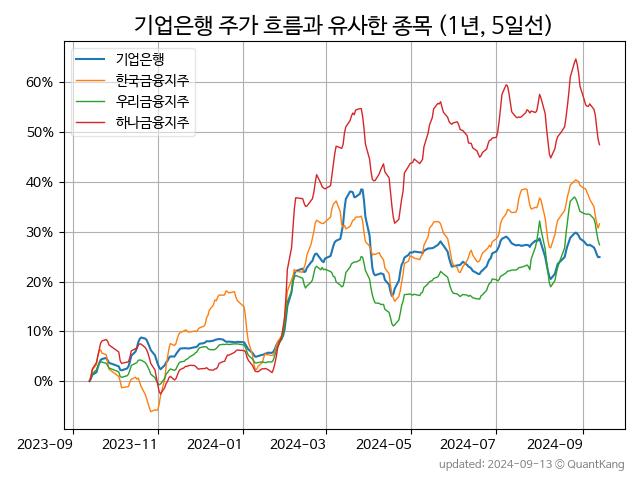 기업은행 주가 흐름과 유사한 종목 (1년, 5일선)
기업은행
한국금융지주
우리금융지주
하나금융지주
60%
50%
40%
30%
20%
10%
0%
2023-09 2023-11 2024-01 2024-03 2024-05 2024-07 2024-09
updated: 2024-09-13 © QuantKang